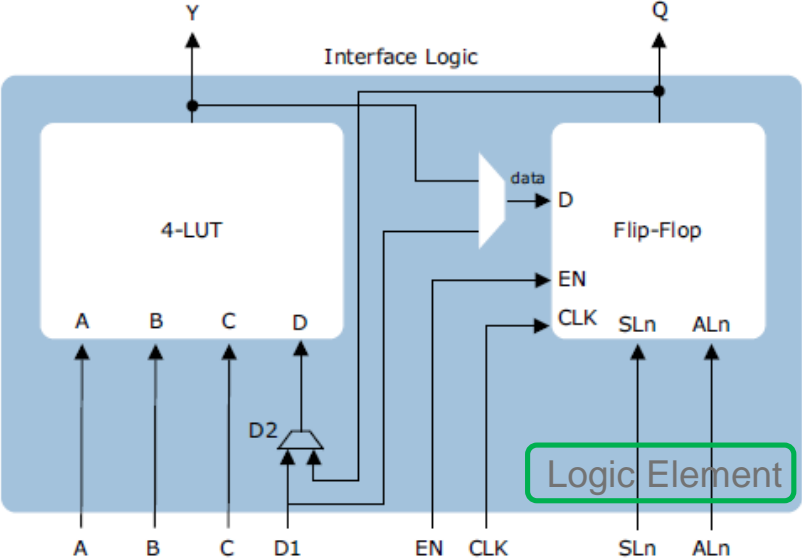 Y
Q
Interface Logic
data
D
4-LUT
Flip-Flop
EN
CLK
A B C D
SLn ALn
D2
Logic Element
A B C D1 EN CLK SLn ALn